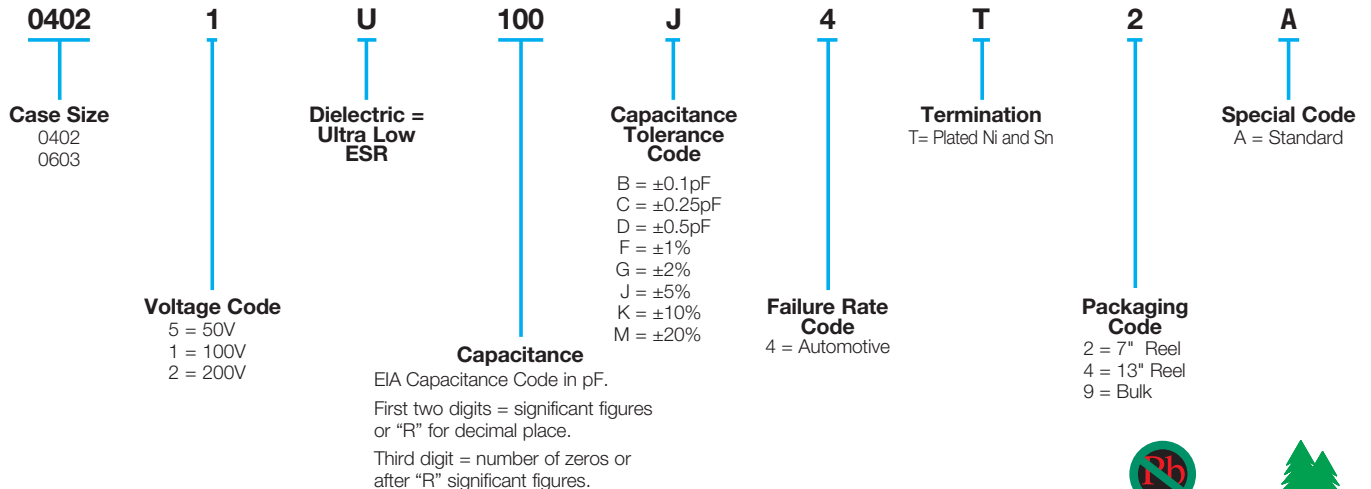 0402 1 U 100 J 4 T 2 A
Case Size
0402
0603
Voltage Code
5 = 50V
1 = 100V
2 = 200V
Dielectric =
Ultra Low
ESR
Capacitance
EIA Capacitance Code in pF.
First two digits = significant figures
or “R” for decimal place.
Third digit = number of zeros or
after “R” significant figures.
Capacitance
Tolerance
Code
B = ±0.1pF
C = ±0.25pF
D = ±0.5pF
F = ±1%
G = ±2%
J = ±5%
K = ±10%
M = ±20%
Failure Rate
Code
4 = Automotive
Termination
T= Plated Ni and Sn
Packaging
Code
2 = 7" Reel
4 = 13" Reel
9 = Bulk
Special Code
A = Standard
Pb